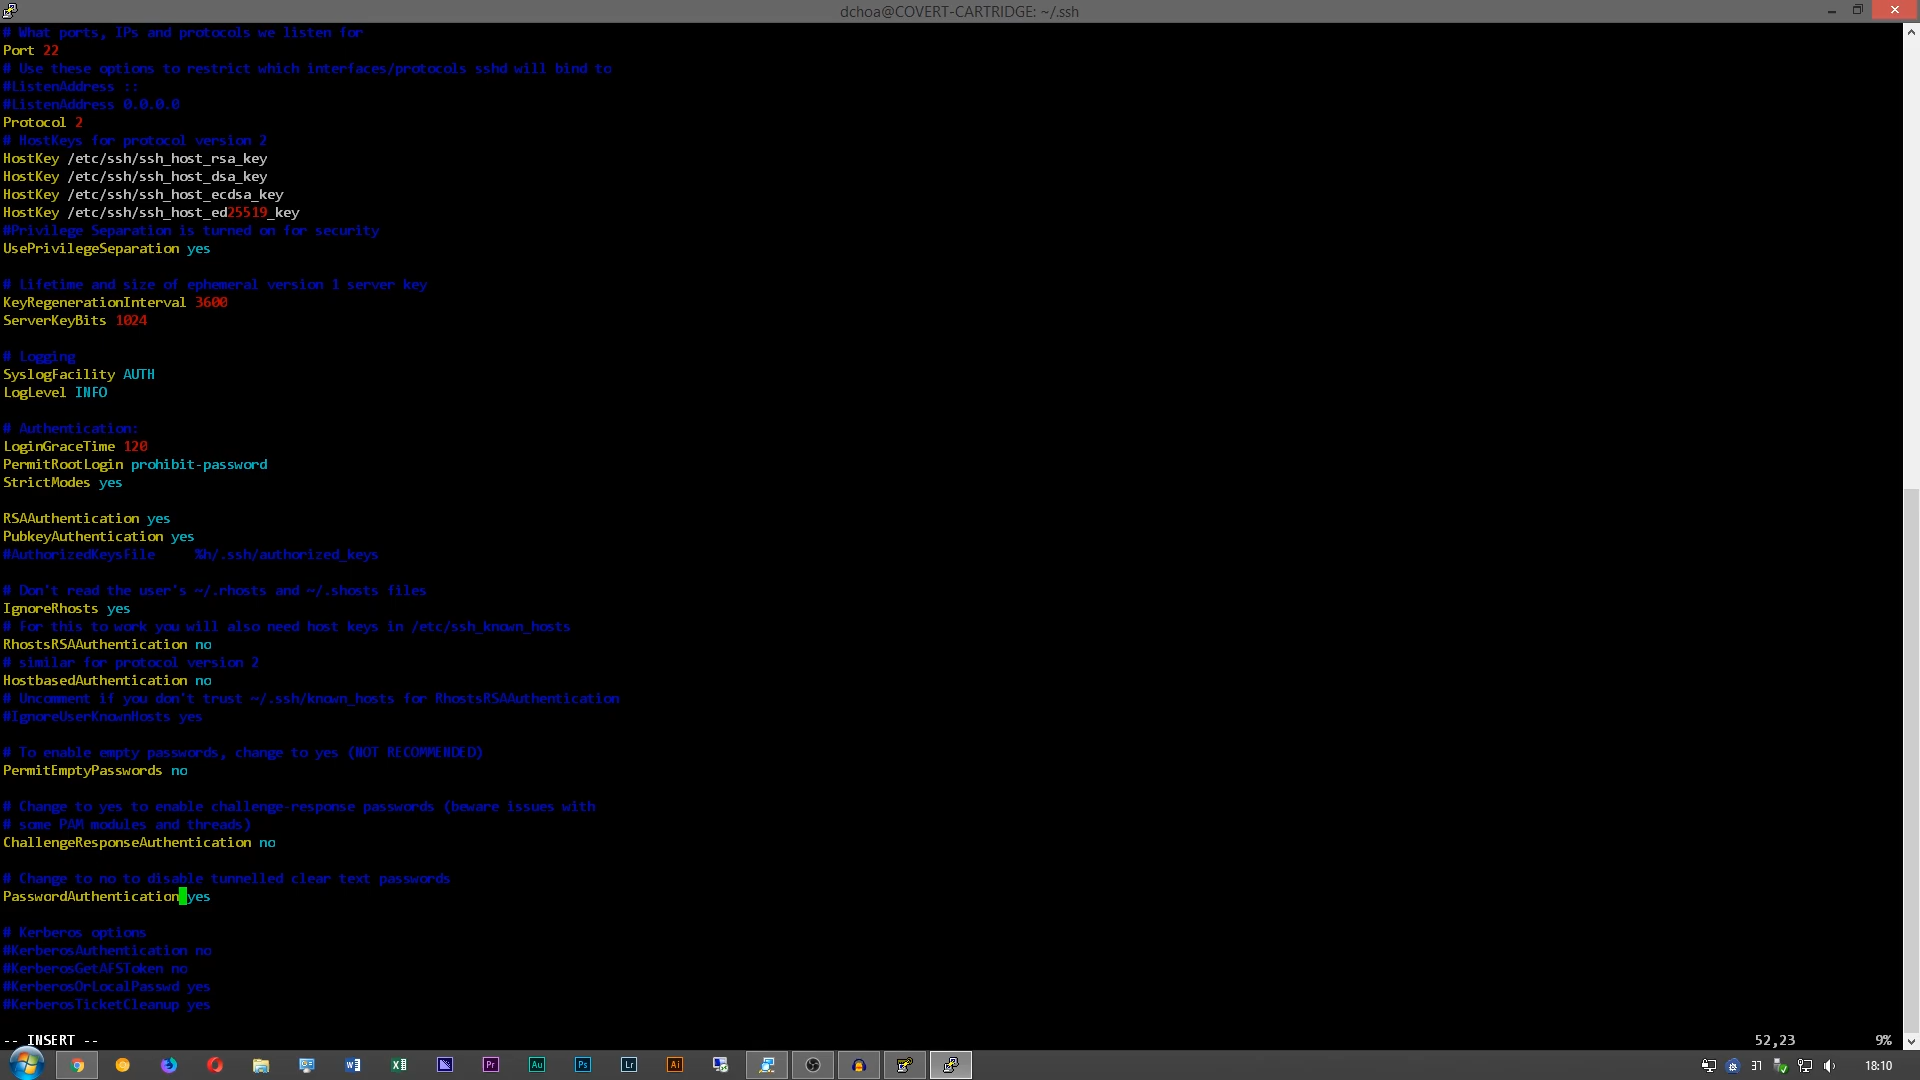 dchoa@COVERT-CARTRIDGE: ~/.ssh
# What ports, IPs and protocols we listen for
Port 22
# Use these options to restrict which interfaces/protocols sshd will bind to
#ListenAddress ::
#ListenAddress 0.0.0.0
Protocol 2
# HostKeys for protocol version 2
HostKey /etc/ssh/ssh_host_rsa_key
HostKey /etc/ssh/ssh_host_dsa_key
HostKey /etc/ssh/ssh_host_ecdsa_key
HostKey /etc/ssh/ssh_host_ed25519_key
#Privilege Separation is turned on for security
UsePrivilegeSeparation yes
# Lifetime and size of ephemeral version 1 server key
KeyRegenerationInterval 3600
ServerKeyBits 1024
# Logging
SyslogFacility AUTH
LogLevel INFO
# Authentication:
LoginGraceTime 120
PermitRootLogin prohibit-password
StrictModes yes
RSAAuthentication yes
PubkeyAuthentication yes
#AuthorizedKeysFile     %h/.ssh/authorized_keys
# Don't read the user's ~/.rhosts and ~/.shosts files
IgnoreRhosts yes
# for this to work you will also need host keys in /etc/ssh_known_hosts
RhostsRSAAuthentication no
# similar for protocol version 2
HostbasedAuthentication no
# Uncomment if you don't trust ~/.ssh/known_hosts for RhostsRSAAuthentication
#IgnoreUserKnownHosts yes
# To enable empty passwords, change to yes (NOT RECOMMENDED)
PermitEmptyPasswords no
# Change to yes to enable challenge-response passwords (beware issues with
# some PAM modules and threads)
ChallengeResponseAuthentication no
# Change to no to disable tunnelled clear text passwords
PasswordAuthentication yes
# Kerberos options
#KerberosAuthentication no
#KerberosGetAFSToken no
#KerberosOrLocalPasswd yes
#KerberosTicketCleanup yes
-- INSERT -- 52,23 9%
Pr Au Ps Lr Ai 31 18:10